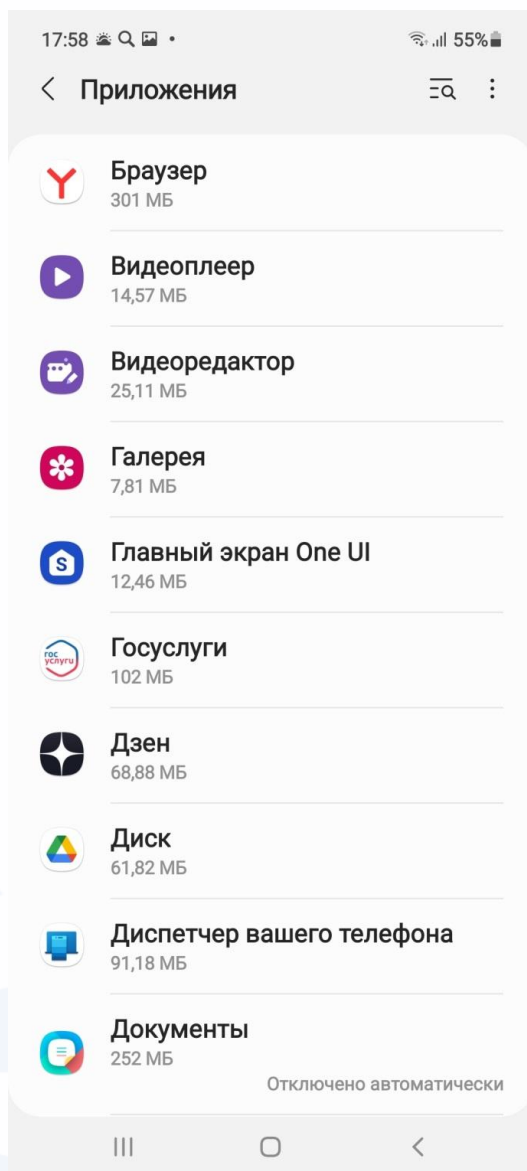 17:58 55%
Приложения
Браузер
301 МБ
Видеоплеер
14,57 МБ
Видеоредактор
25,11 МБ
Галерея
7,81 МБ
Главный экран One UI
12,46 МБ
Госуслуги
102 МБ
гос
услуги
Дзен
68,88 МБ
Диск
61,82 МБ
Диспетчер вашего телефона
91,18 МБ
Документы
252 МБ
Отключено автоматически